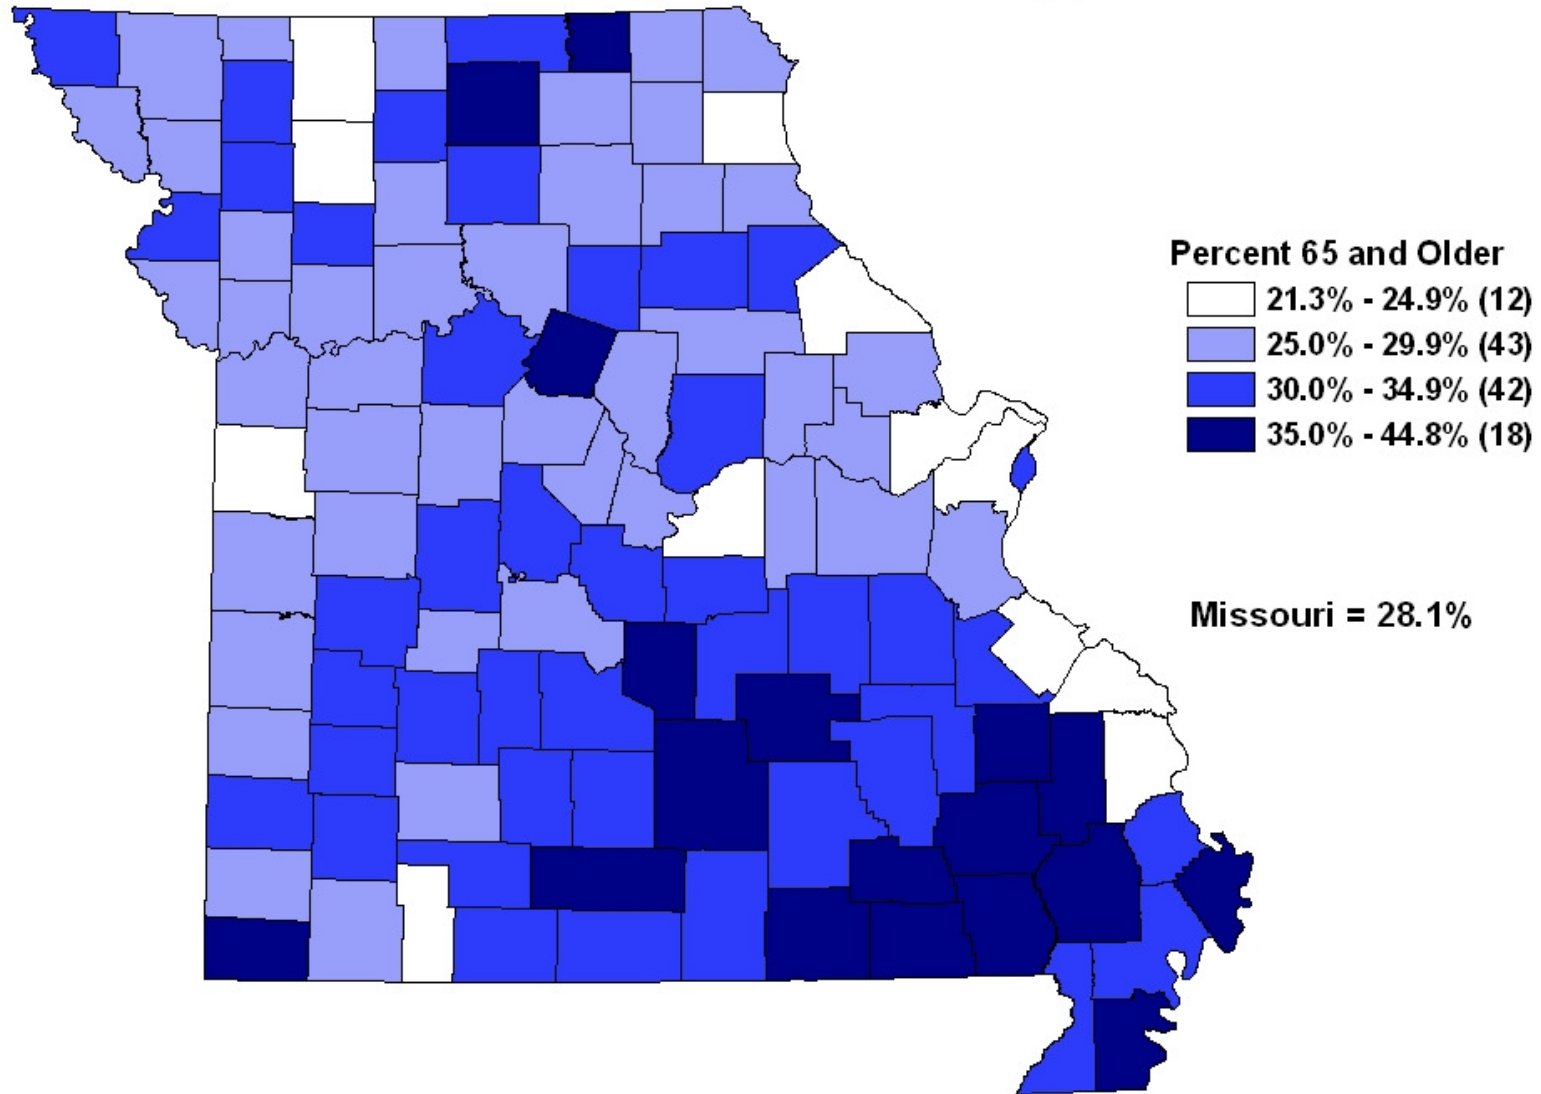 Percent 65 and Older
21.3% - 24.9% (12)
25.0% - 29.9% (43)
30.0% - 34.9% (42)
35.0% - 44.8% (18)
Missouri = 28.1%